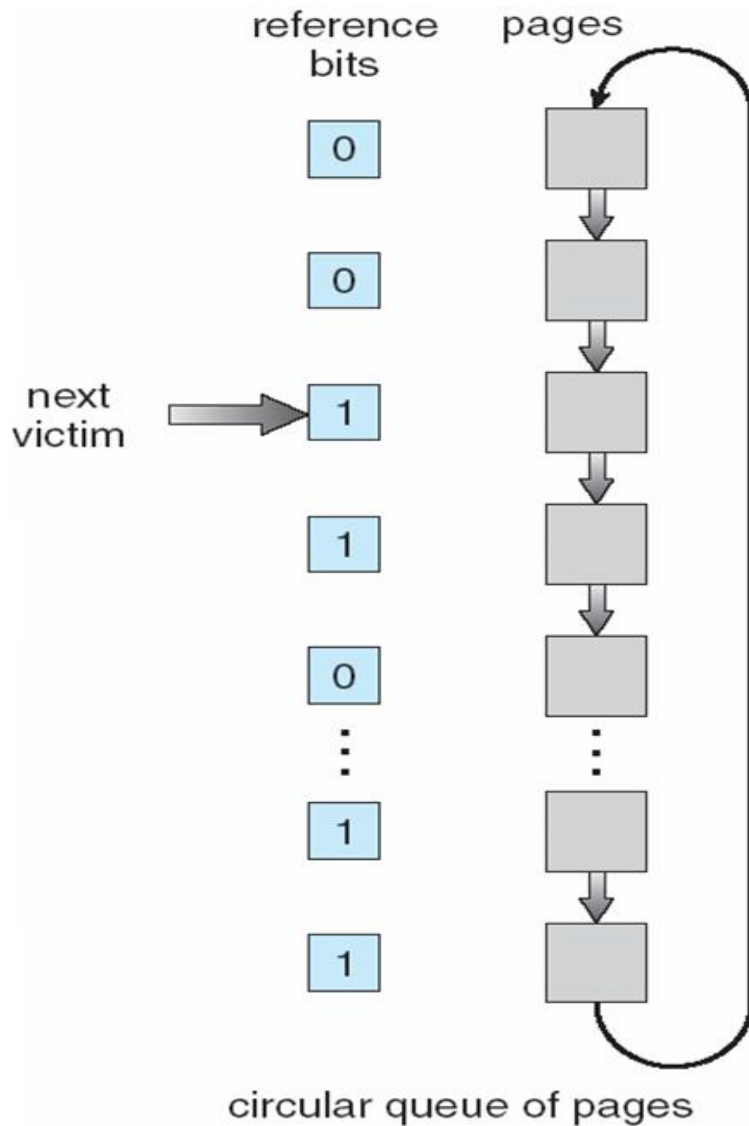 reference
bits
pages
0
0
next
victim
1
1
0
1
1
circular queue of pages